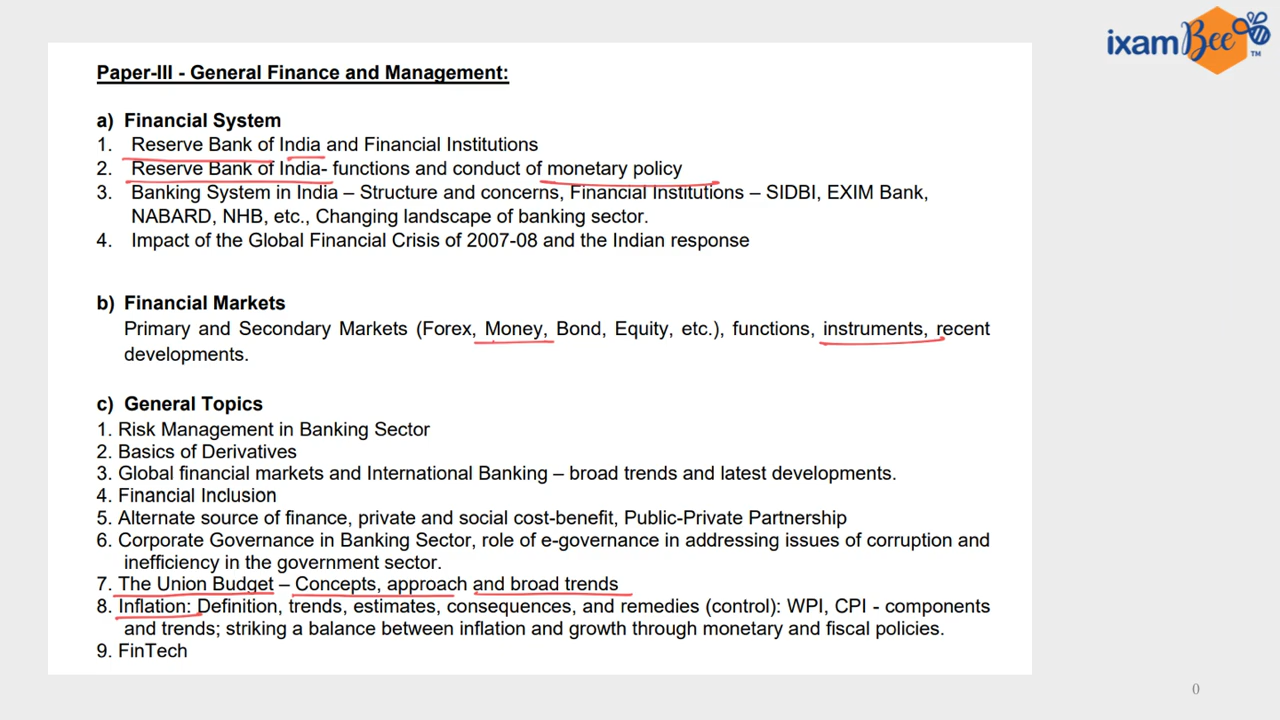 ixamBee™
Paper-III - General Finance and Management:
a) Financial System
1. Reserve Bank of India and Financial Institutions
2. Reserve Bank of India- functions and conduct of monetary policy
3. Banking System in India – Structure and concerns, Financial Institutions – SIDBI, EXIM Bank,
NABARD, NHB, etc., Changing landscape of banking sector.
4. Impact of the Global Financial Crisis of 2007-08 and the Indian response
b) Financial Markets
Primary and Secondary Markets (Forex, Money, Bond, Equity, etc.), functions, instruments, recent
developments.
c) General Topics
1. Risk Management in Banking Sector
2. Basics of Derivatives
3. Global financial markets and International Banking – broad trends and latest developments.
4. Financial Inclusion
5. Alternate source of finance, private and social cost-benefit, Public-Private Partnership
6. Corporate Governance in Banking Sector, role of e-governance in addressing issues of corruption and
inefficiency in the government sector.
7. The Union Budget – Concepts, approach and broad trends
8. Inflation: Definition, trends, estimates, consequences, and remedies (control): WPI, CPI - components
and trends; striking a balance between inflation and growth through monetary and fiscal policies.
9. FinTech
0